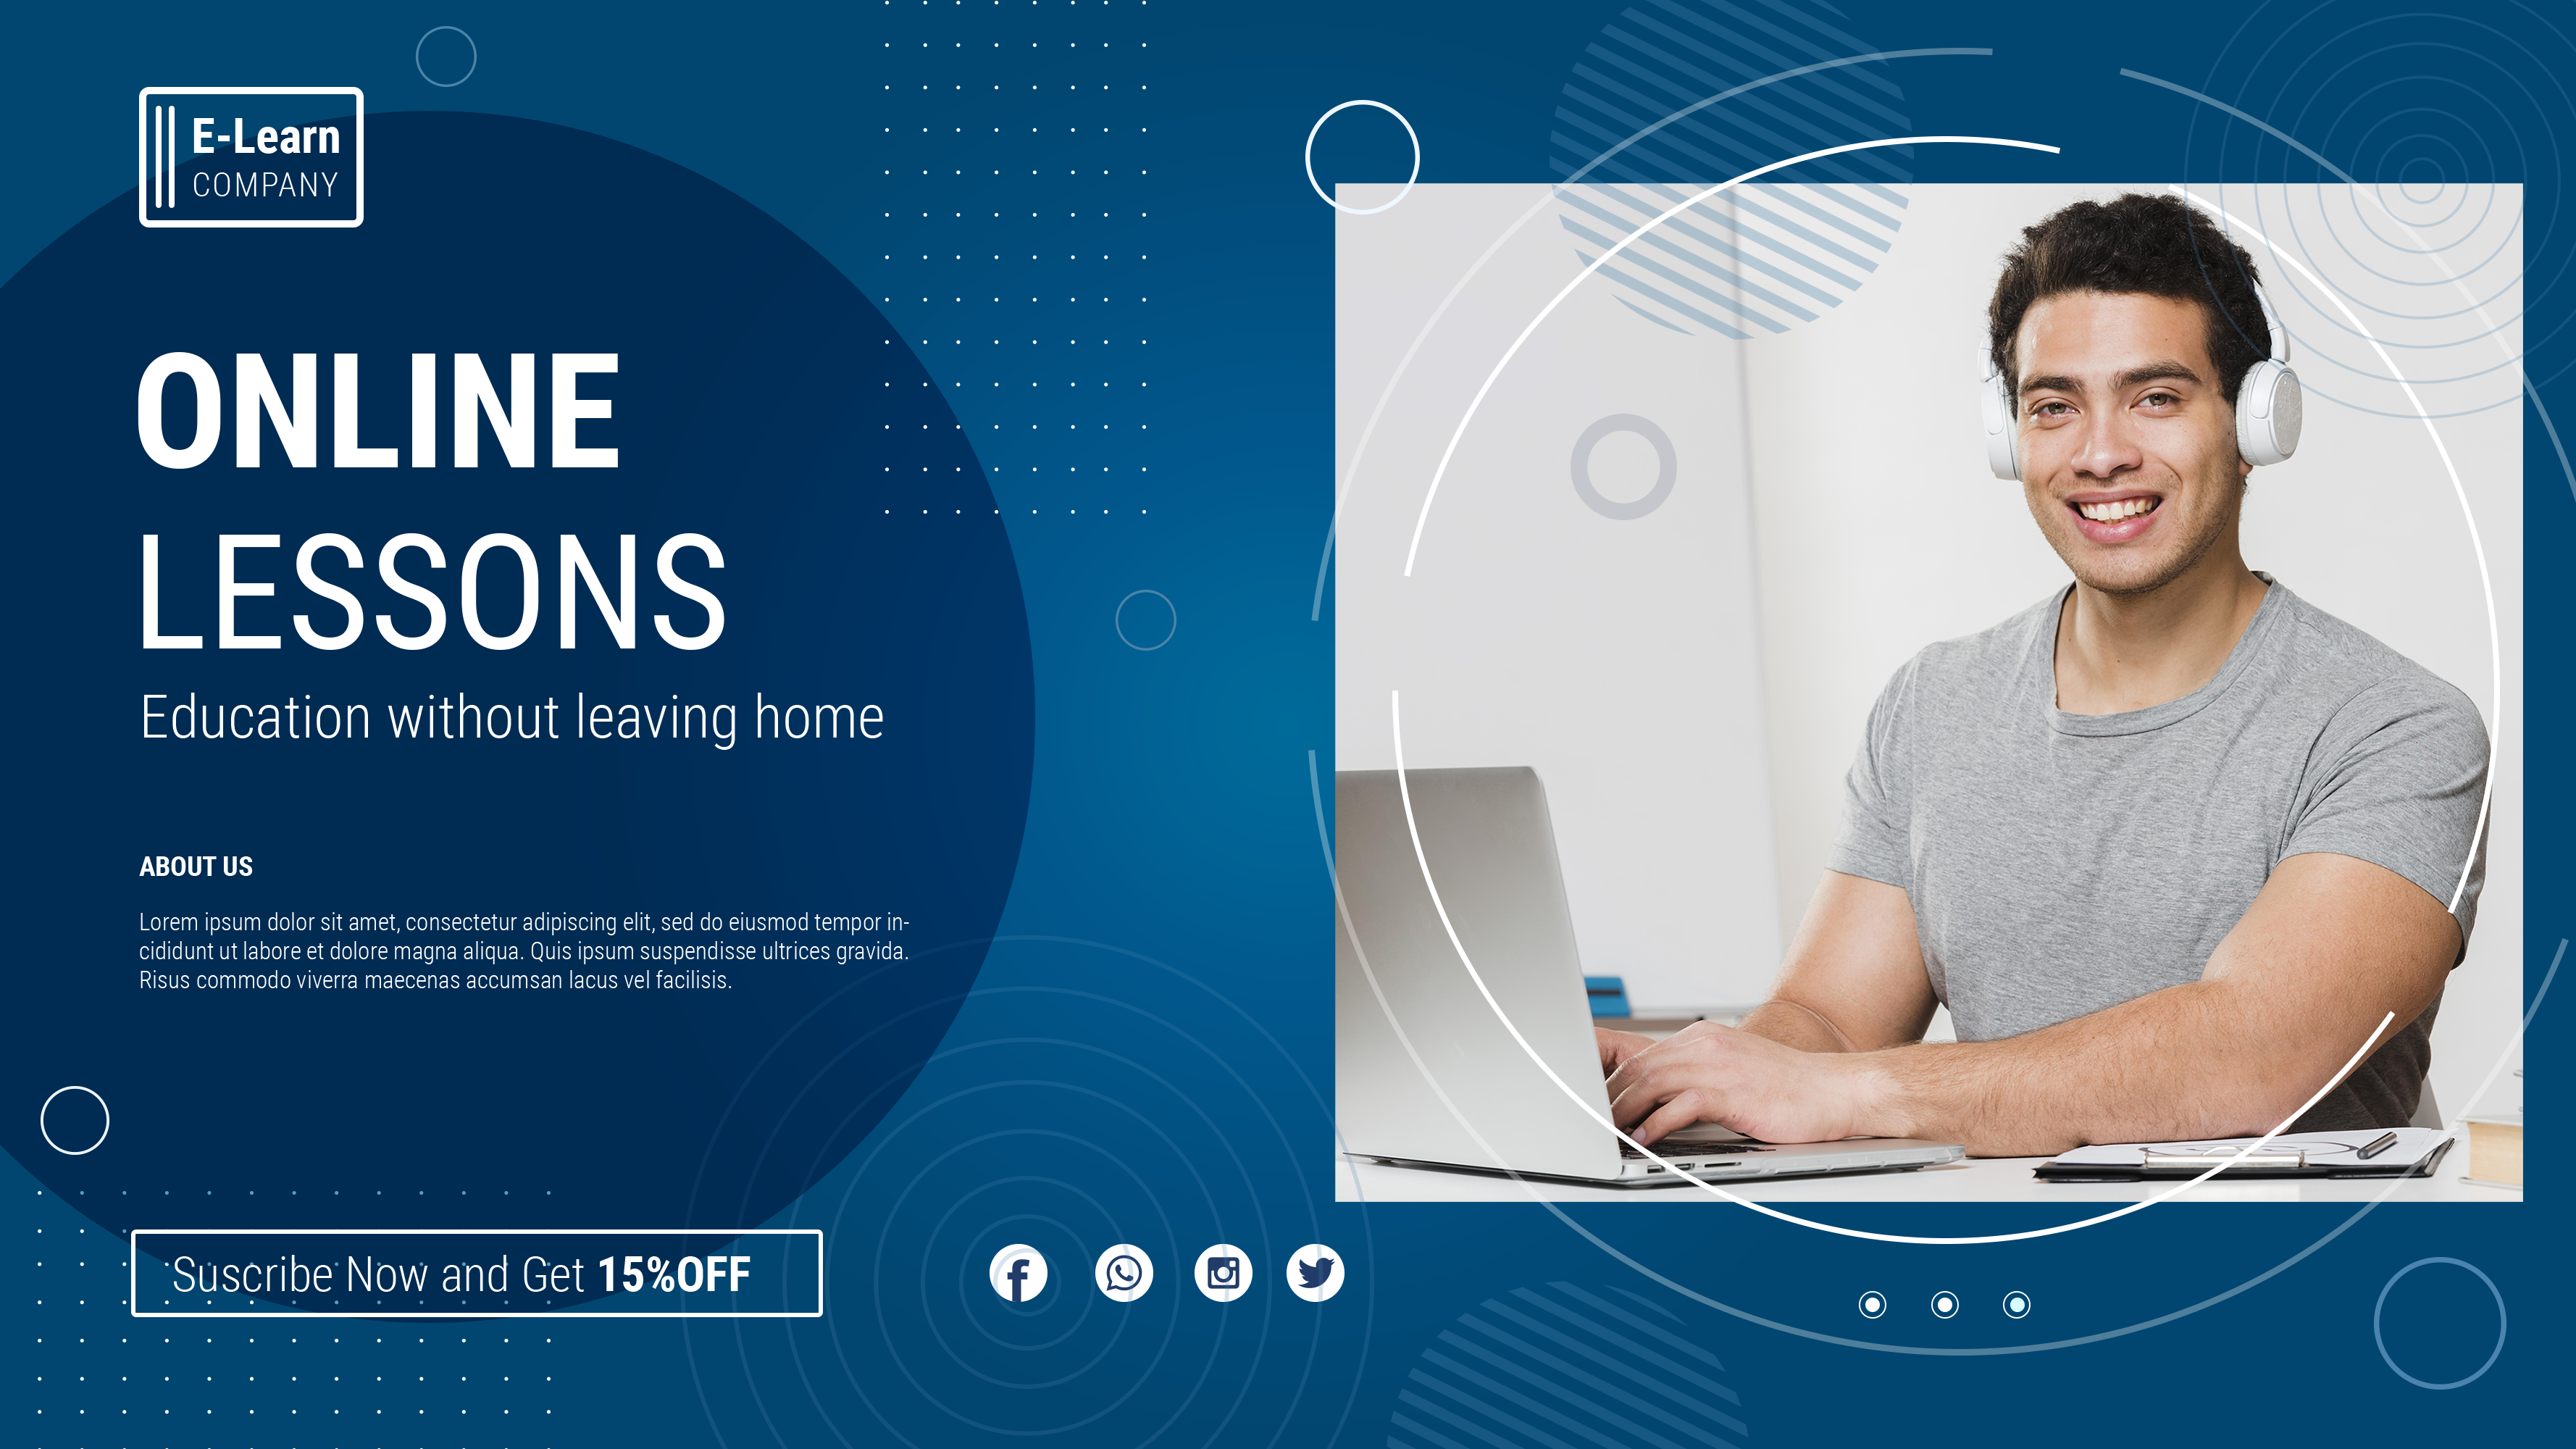 E-Learn
COMPANY
ONLINE
LESSONS
Education without leaving home
ABOUT US
Lorem ipsum dolor sit amet, consectetur adipiscing elit, sed do eiusmod tempor in-
cididunt ut labore et dolore magna aliqua. Quis ipsum suspendisse ultrices gravida.
Risus commodo viverra maecenas accumsan lacus vel facilisis.
Suscribe Now and Get 15%OFF